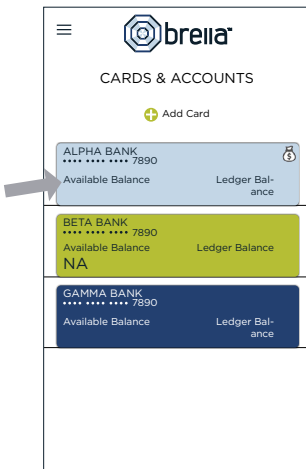 brella™
CARDS & ACCOUNTS
Add Card
ALPHA BANK
•••• •••• •••• 7890
Available Balance Ledger Bal-
ance
BETA BANK
•••• •••• •••• 7890
Available Balance Ledger Balance
NA
GAMMA BANK
•••• •••• •••• 7890
Available Balance Ledger Bal-
ance